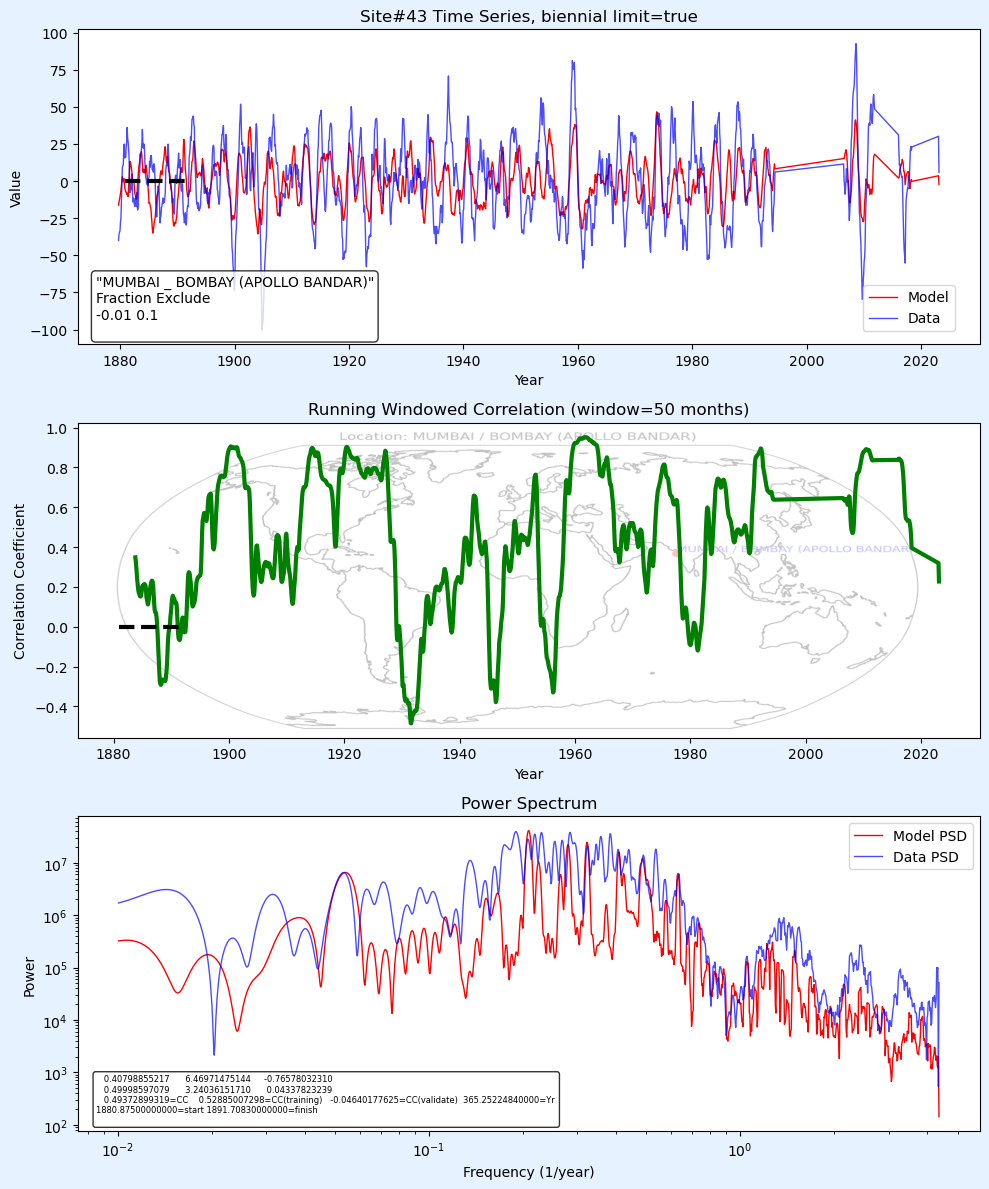 Site#43 Time Series, biennial limit=true
100
75
50
25
0
−25
−50
−75
−100
Value
"MUMBAI _ BOMBAY (APOLLO BANDAR)"
Fraction Exclude
-0.01 0.1
Model
Data
1880 1900 1920 1940 1960 1980 2000 2020
Year
Running Windowed Correlation (window=50 months)
Location: MUMBAI / BOMBAY (APOLLO BANDAR)
1.0
0.8
0.6
0.4
0.2
0.0
−0.2
−0.4
Correlation Coefficient
MUMBAI / BOMBAY (APOLLO BANDAR)
1880 1900 1920 1940 1960 1980 2000 2020
Year
Power Spectrum
Model PSD
Data PSD
10⁷
10⁶
10⁵
10⁴
10³
10²
Power
0.40798855217 6.46971475144 -0.76578032310
0.49998597079 3.24036151710 0.04337823239
0.49372899319=CC 0.52885007298=CC(training) -0.04640177625=CC(validate) 365.25224840000=Yr
1880.87500000000=start 1891.70830000000=finish
10⁻² 10⁻¹ 10⁰
Frequency (1/year)